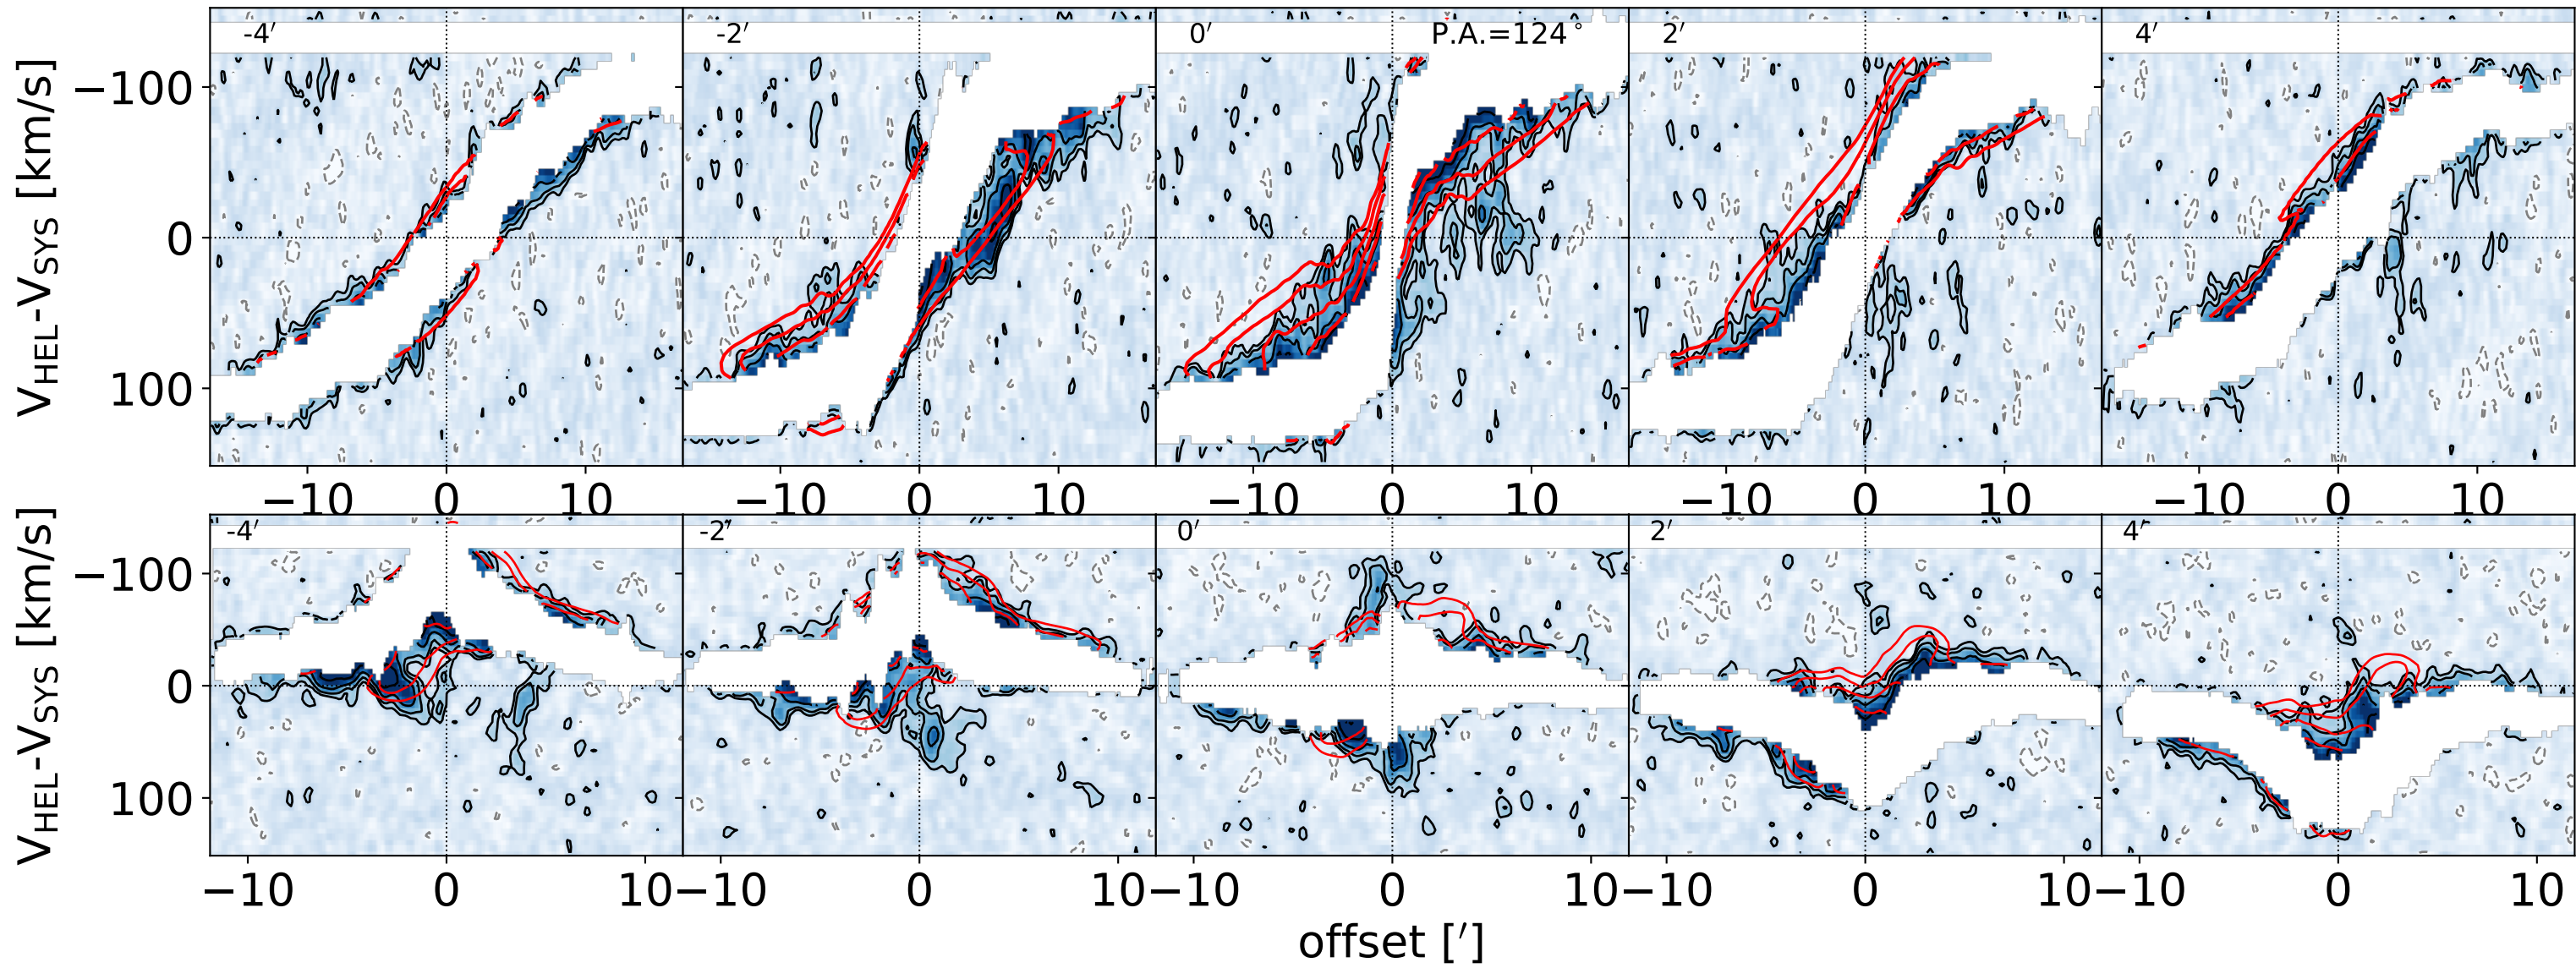 -4′ -2′ 0′ P.A.=124° 2′ 4′
V_HEL-V_SYS [km/s]
−100
0
100
−10 0 10 −10 0 10 −10 0 10 −10 0 10 −10 0 10
-4′ -2′ 0′ 2′ 4′
V_HEL-V_SYS [km/s]
−100
0
100
−10 0 10 −10 0 10 −10 0 10 −10 0 10 −10 0 10
offset [′]